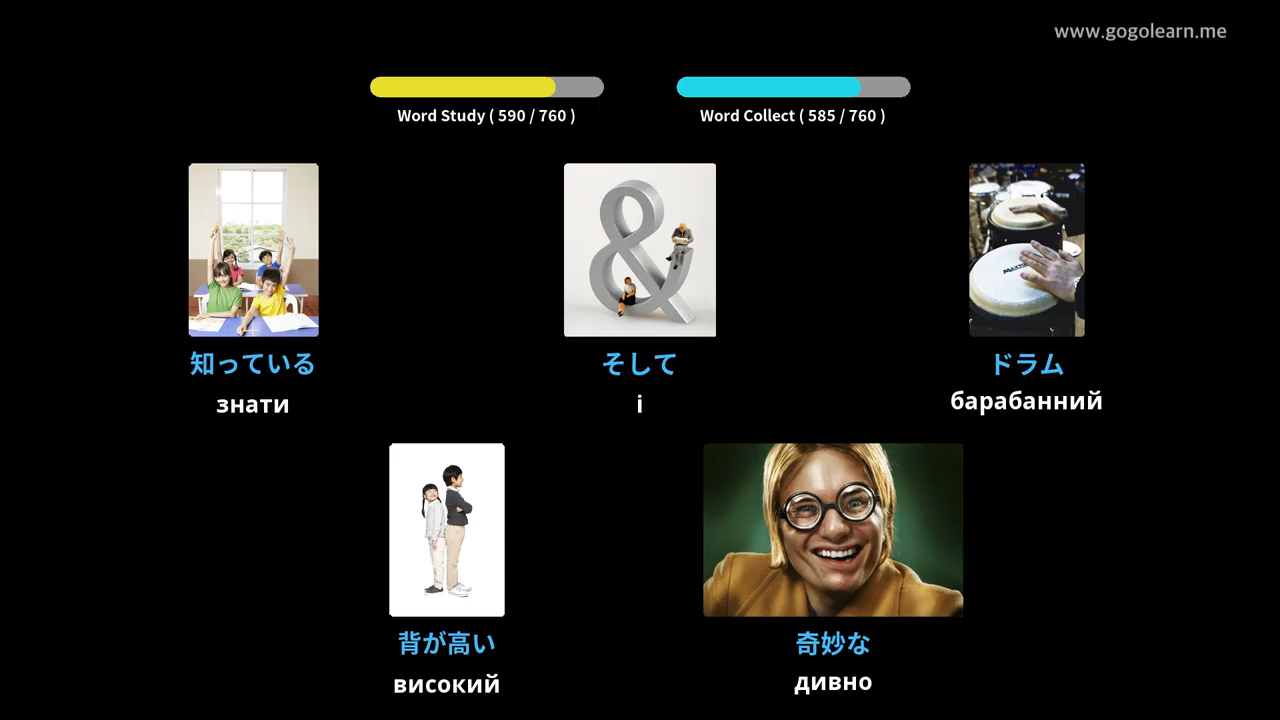 www.gogolearn.me
Word Study ( 590 / 760 )
Word Collect ( 585 / 760 )
知っている
знати
そして
і
ドラム
барабанний
背が高い
високий
奇妙な
дивно